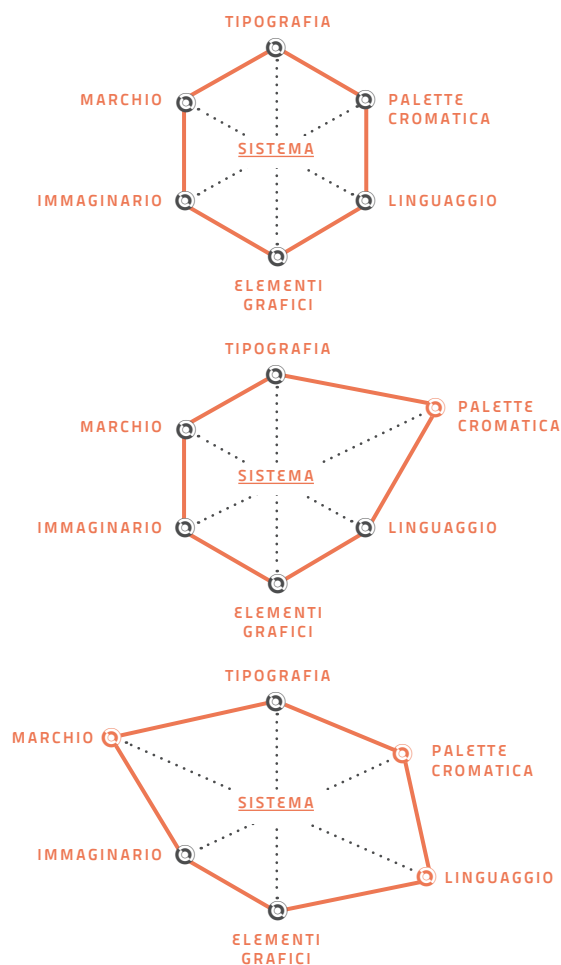 TIPOGRAFIA
MARCHIO
PALETTE
CROMATICA
SISTEMA
IMMAGINARIO
LINGUAGGIO
ELEMENTI
GRAFICI
TIPOGRAFIA
PALETTE
CROMATICA
MARCHIO
SISTEMA
IMMAGINARIO
LINGUAGGIO
ELEMENTI
GRAFICI
TIPOGRAFIA
MARCHIO
PALETTE
CROMATICA
SISTEMA
IMMAGINARIO
LINGUAGGIO
ELEMENTI
GRAFICI